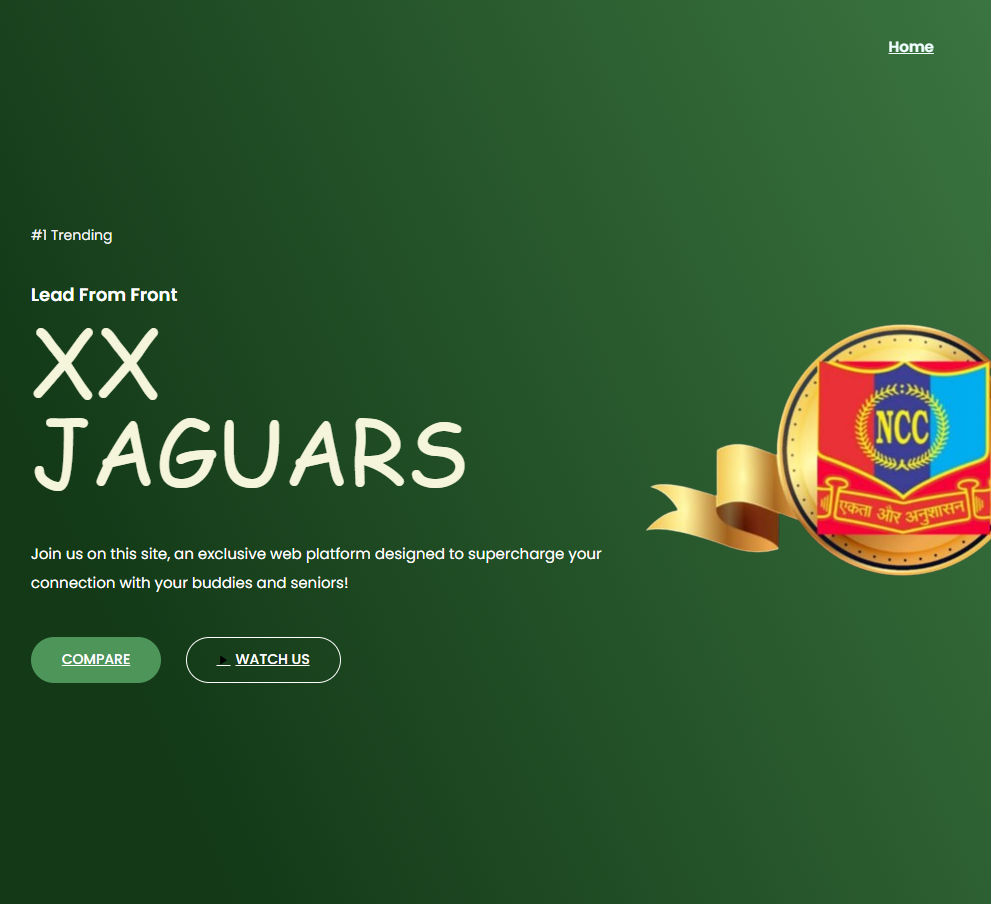 Home
#1 Trending
Lead From Front
XX
JAGUARS
NCC
एकता और अनुशासन
Join us on this site, an exclusive web platform designed to supercharge your
connection with your buddies and seniors!
COMPARE
WATCH US